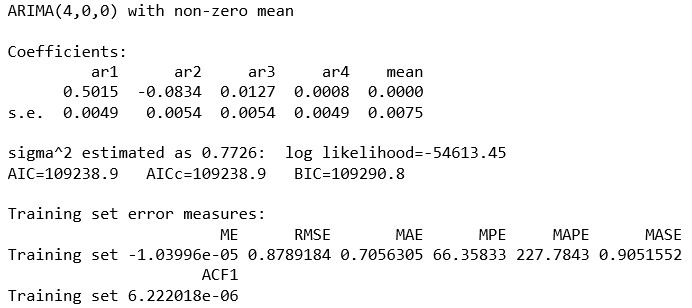 ARIMA(4,0,0) with non-zero mean
Coefficients:
ar1 ar2 ar3 ar4 mean
0.5015 -0.0834 0.0127 0.0008 0.0000
s.e. 0.0049 0.0054 0.0054 0.0049 0.0075
sigma^2 estimated as 0.7726: log likelihood=-54613.45
AIC=109238.9 AICc=109238.9 BIC=109290.8
Training set error measures:
ME RMSE MAE MPE MAPE MASE
Training set -1.03996e-05 0.8789184 0.7056305 66.35833 227.7843 0.9051552
ACF1
Training set 6.222018e-06